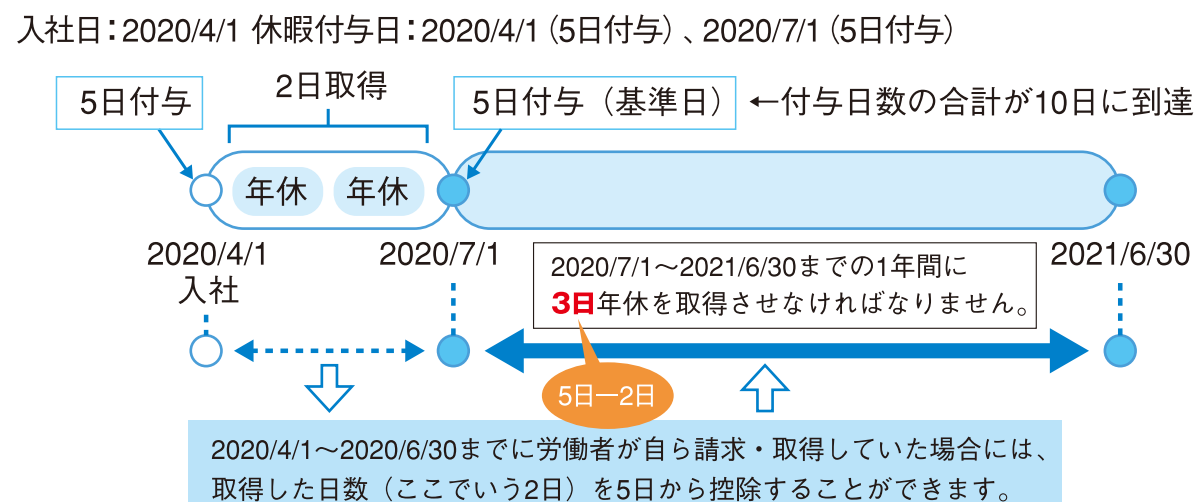 入社日：2020/4/1 休暇付与日：2020/4/1（5日付与）、2020/7/1（5日付与）
2日取得
5日付与
5日付与（基準日）
←付与日数の合計が10日に到達
年休
年休
2020/4/1
入社
2020/7/1
2021/6/30
2020/7/1〜2021/6/30までの1年間に
3日年休を取得させなければなりません。
5日ー2日
2020/4/1〜2020/6/30までに労働者が自ら請求・取得していた場合には、
取得した日数（ここでいう2日）を5日から控除することができます。